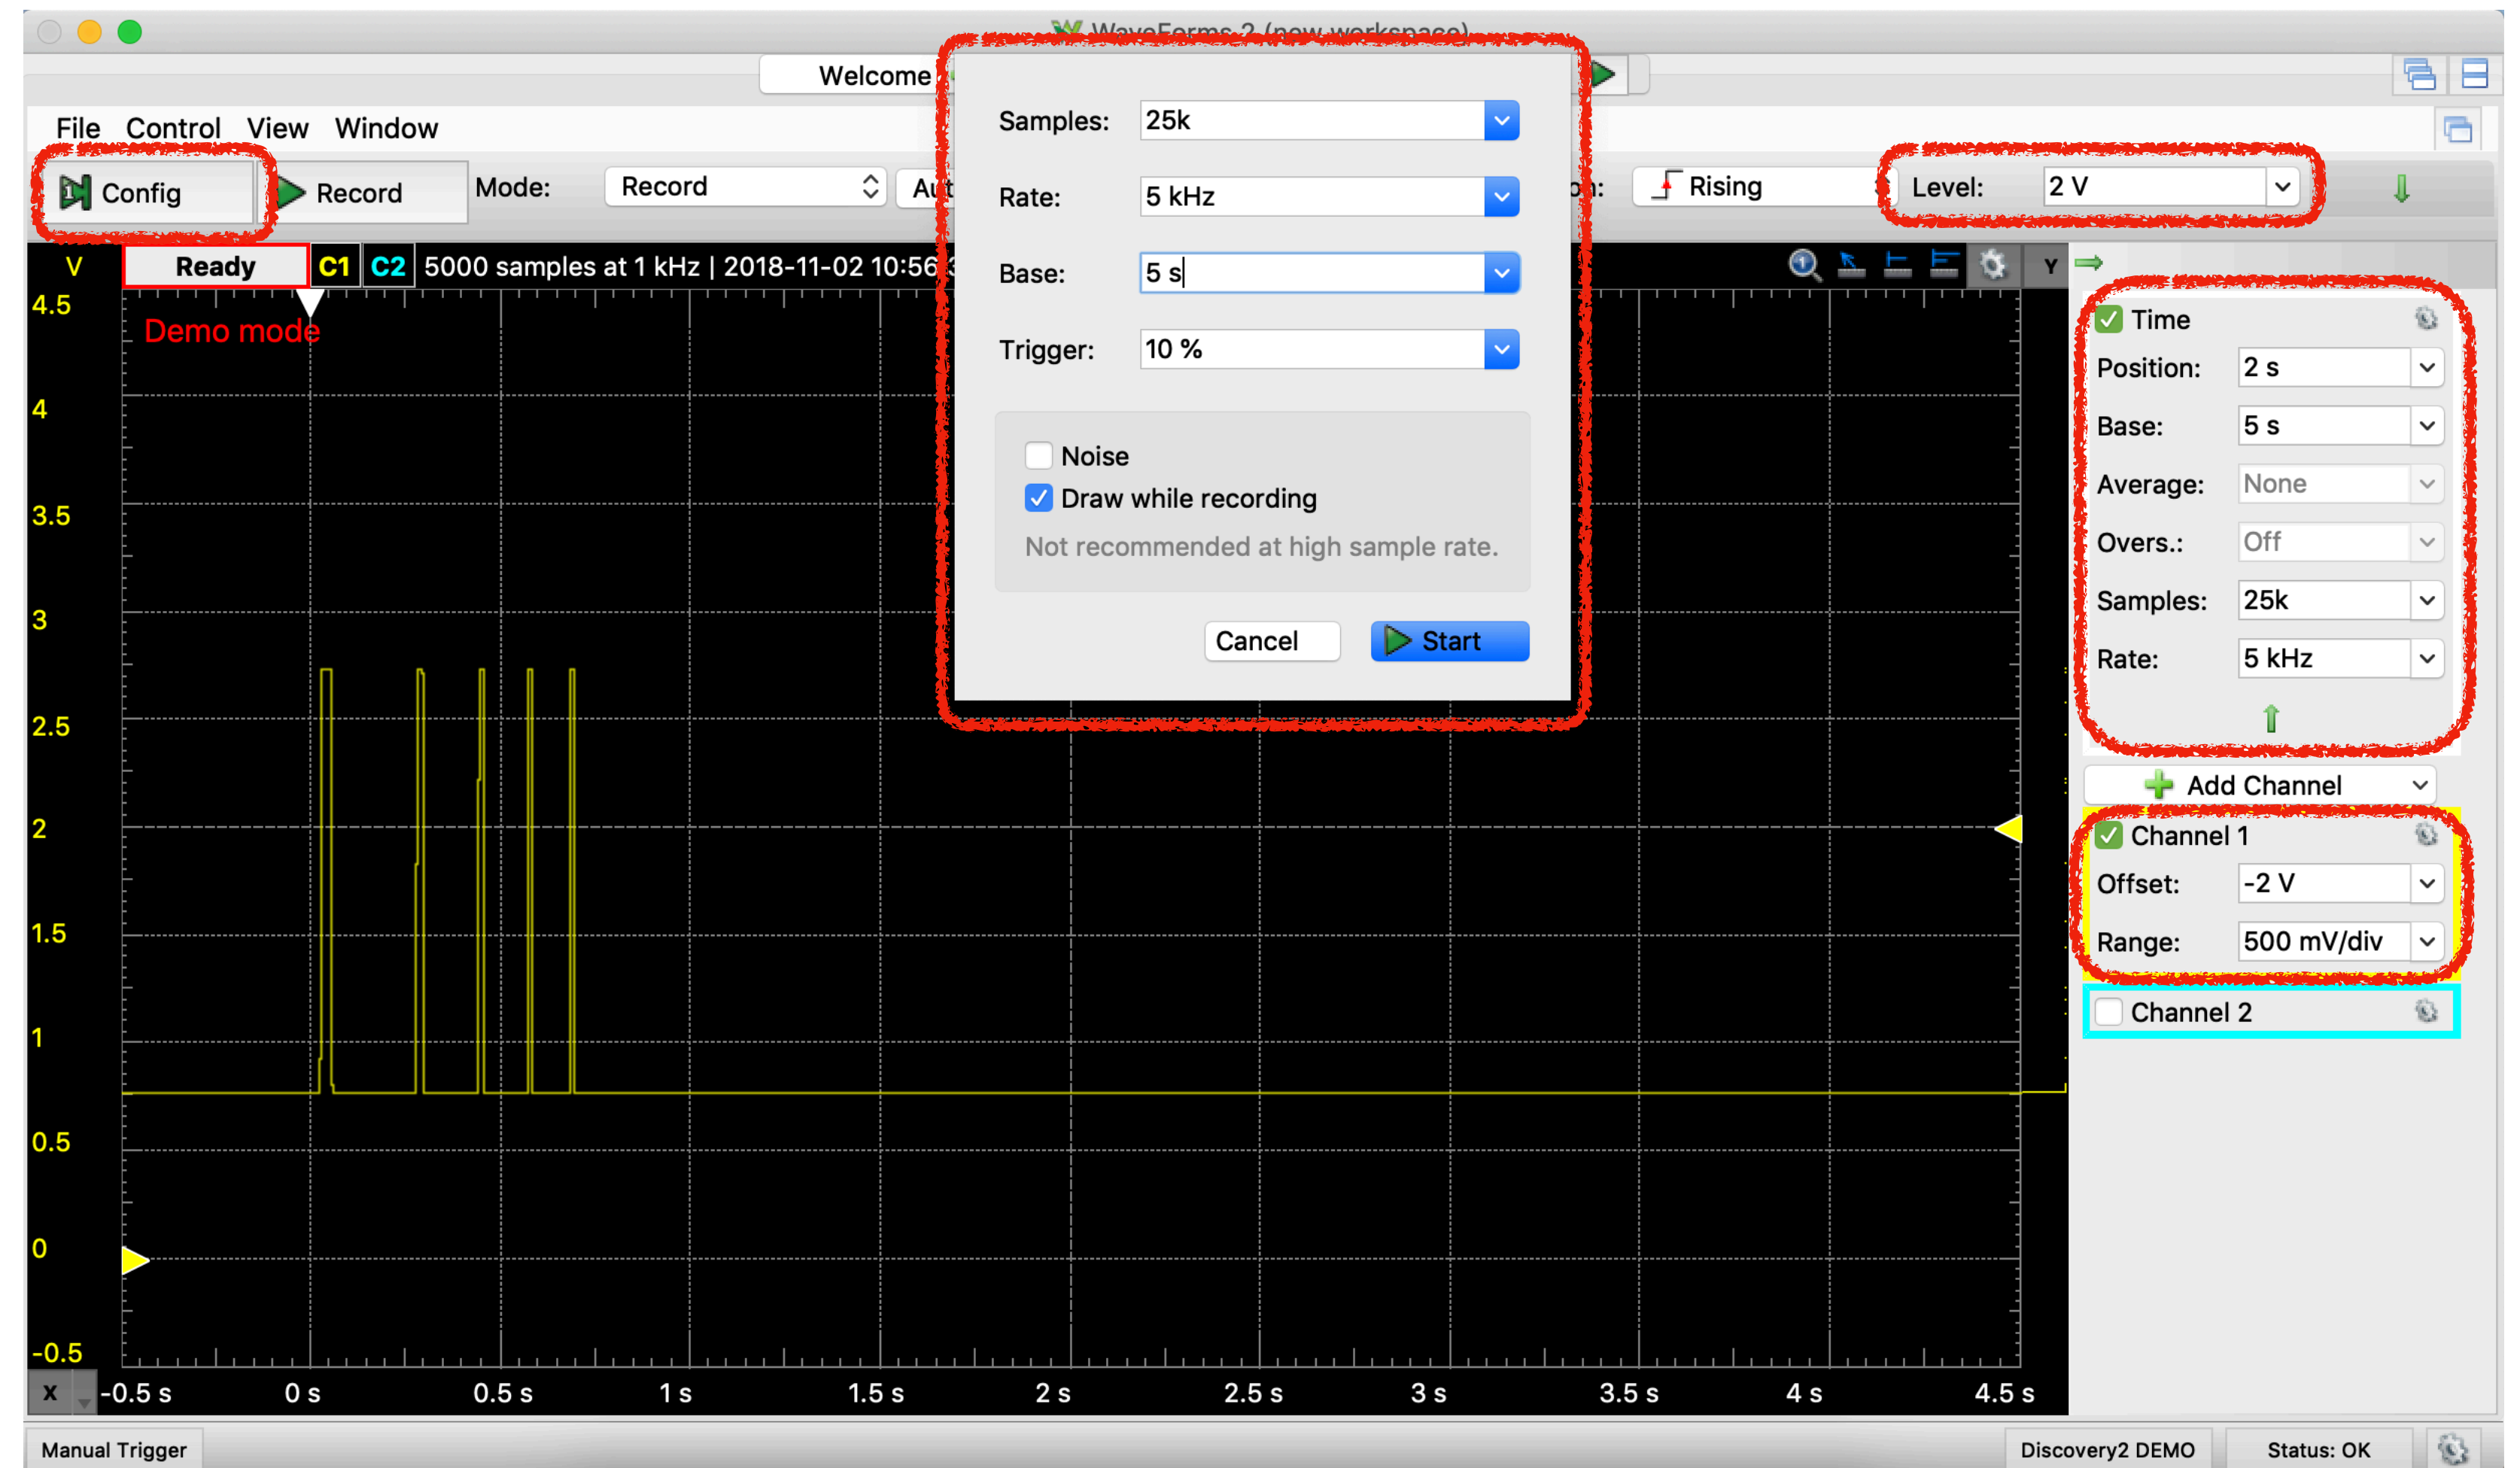 WaveForms 2 (new workspace)
Welcome
File Control View Window
Config Record Mode: Record Rising Level: 2 V
V Ready C1 C2 5000 samples at 1 kHz | 2018-11-02 10:56 Y
Demo mode
Samples: 25k
Rate: 5 kHz
Base: 5 s
Trigger: 10 %
Noise
Draw while recording
Not recommended at high sample rate.
Cancel Start
4.5
4
3.5
3
2.5
2
1.5
1
0.5
0
-0.5
X -0.5 s 0 s 0.5 s 1 s 1.5 s 2 s 2.5 s 3 s 3.5 s 4 s 4.5 s
Time
Position: 2 s
Base: 5 s
Average: None
Overs.: Off
Samples: 25k
Rate: 5 kHz
Add Channel
Channel 1
Offset: -2 V
Range: 500 mV/div
Channel 2
Manual Trigger Discovery2 DEMO Status: OK